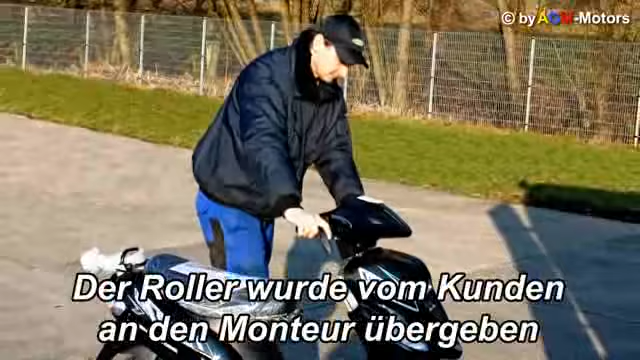 © by AGM-Motors
Der Roller wurde vom Kunden
an den Monteur übergeben